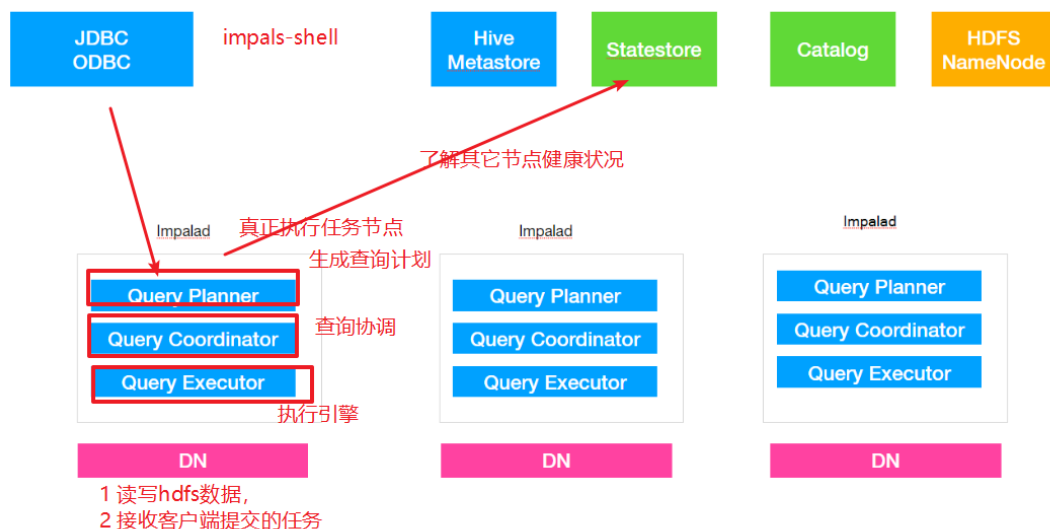 JDBC
ODBC
impals-shell
Hive
Metastore
Statestore
Catalog
HDFS
NameNode
了解其它节点健康状况
Impalad
真正执行任务节点
Impalad
Impalad
生成查询计划
Query Planner
Query Planner
Query Planner
Query Coordinator
查询协调
Query Coordinator
Query Coordinator
Query Executor
Query Executor
Query Executor
执行引擎
DN
DN
DN
1 读写hdfs数据,
2 接收客户端提交的任务